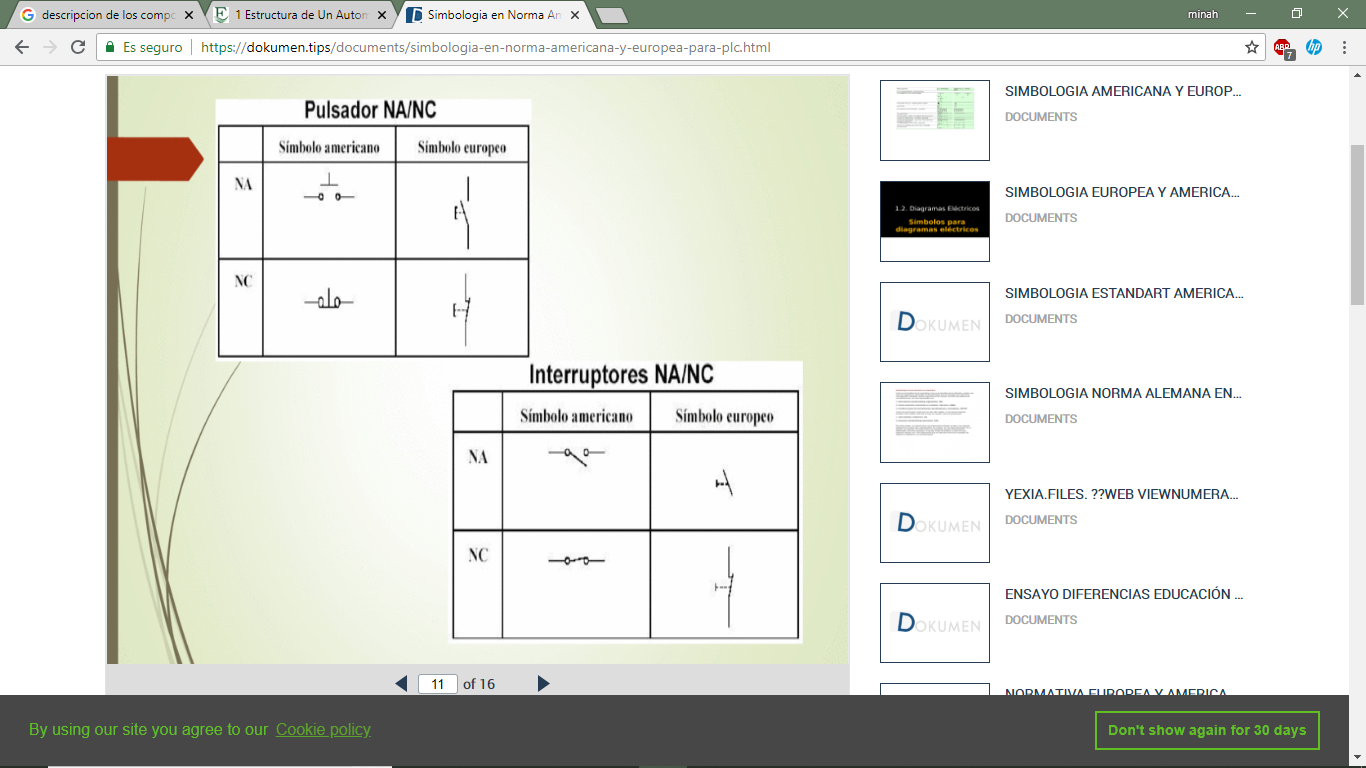 descripcion de los compo
1 Estructura de Un Autom
Simbologia en Norma Am
minah
Es seguro
https://dokumen.tips/documents/simbologia-en-norma-americana-y-europea-para-plc.html
ABP
7
hp
Pulsador NA/NC
Símbolo americano
Símbolo europeo
NA
NC
Interruptores NA/NC
Símbolo americano
Símbolo europeo
NA
NC
11 of 16
SIMBOLOGIA AMERICANA Y EUROP...
DOCUMENTS
1.2. Diagramas Eléctricos
Símbolos para
diagramas eléctricos
SIMBOLOGIA EUROPEA Y AMERICA...
DOCUMENTS
DOKUMEN
SIMBOLOGIA ESTANDART AMERICA...
DOCUMENTS
SIMBOLOGIA NORMA ALEMANA EN...
DOCUMENTS
DOKUMEN
YEXIA.FILES. ??WEB VIEWNUMERA...
DOCUMENTS
DOKUMEN
ENSAYO DIFERENCIAS EDUCACIÓN ...
DOCUMENTS
NORMATIVA EUROPEA Y AMERICA...
By using our site you agree to our Cookie policy
Don't show again for 30 days